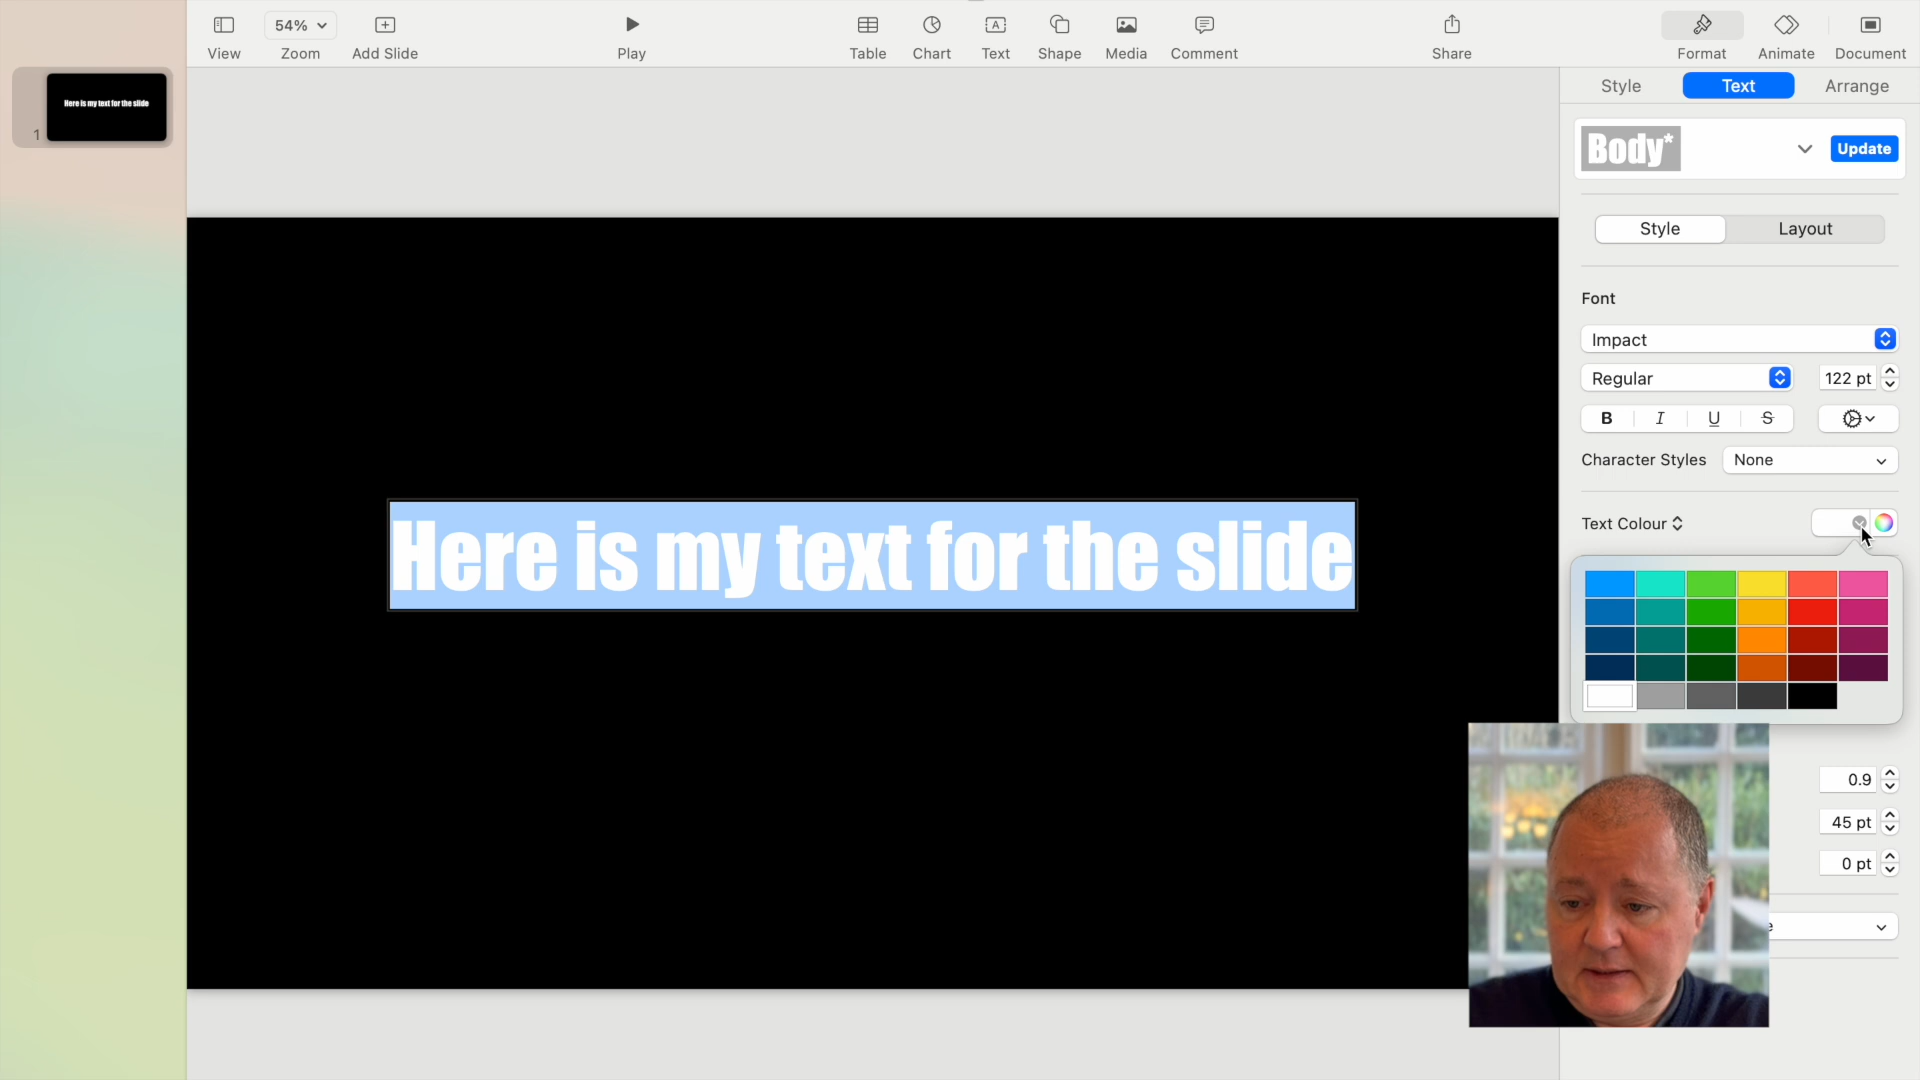 View
54%
Zoom
Add Slide
Play
Table
Chart
Text
Shape
Media
Comment
Share
Format
Animate
Document
Here is my text for the slide
1
Style
Text
Arrange
Body*
Update
Style
Layout
Font
Impact
Regular
122 pt
B I U S
Character Styles
None
Text Colour
Here is my text for the slide
0.9
45 pt
0 pt
e